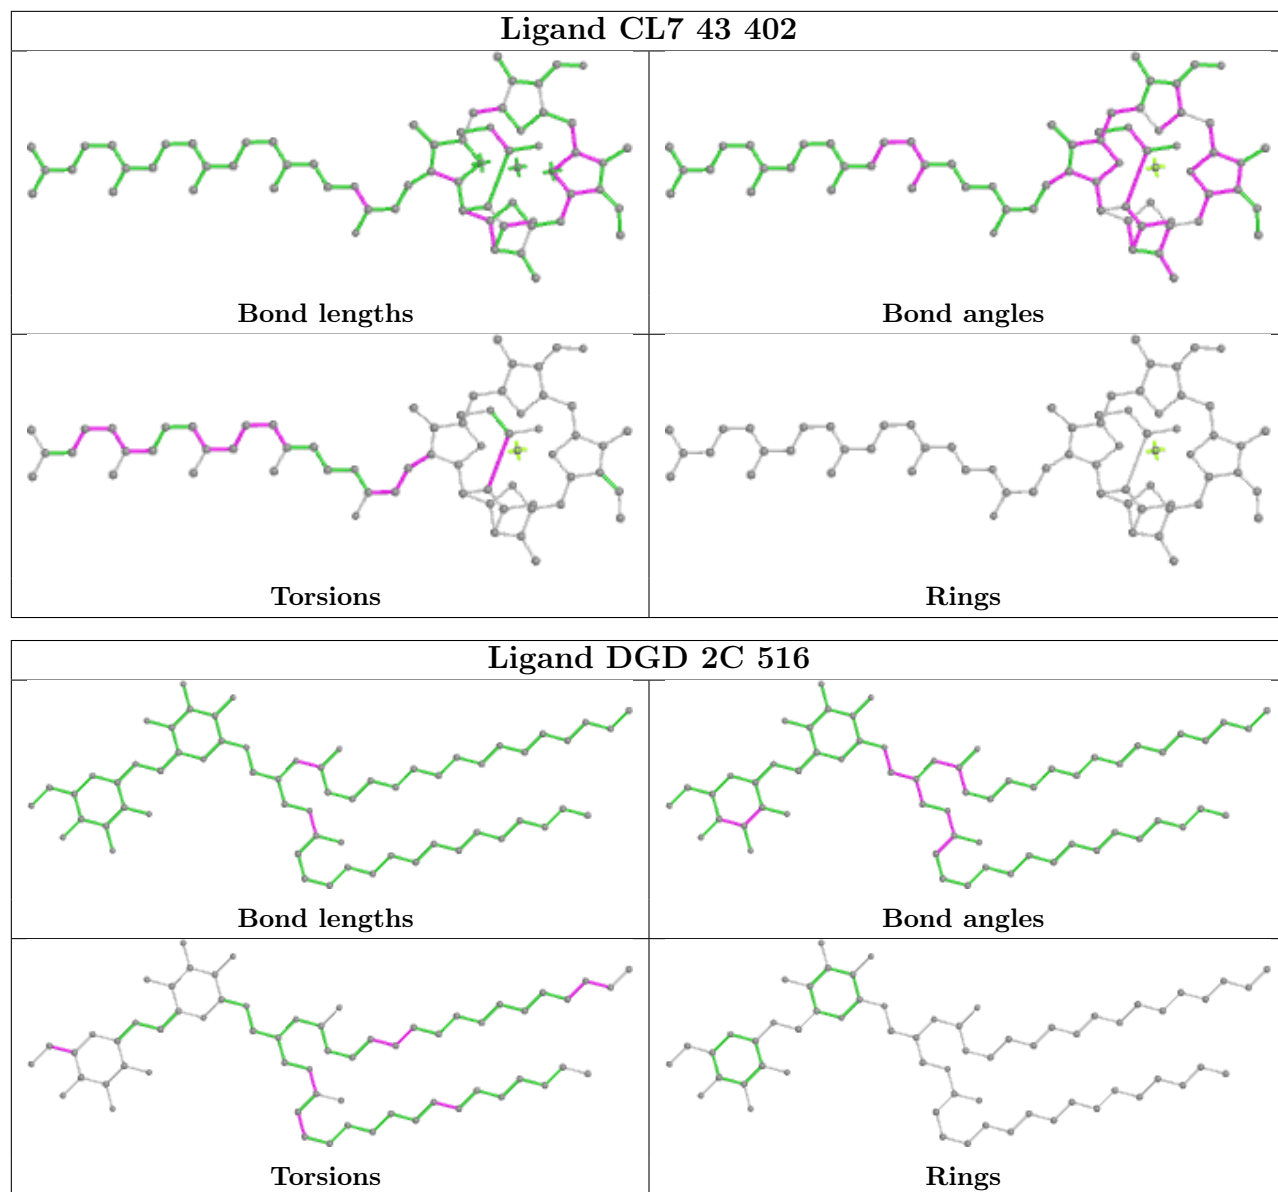 Ligand CL7 43 402
Bond lengths
Bond angles
Torsions
Rings
Ligand DGD 2C 516
Bond lengths
Bond angles
Torsions
Rings